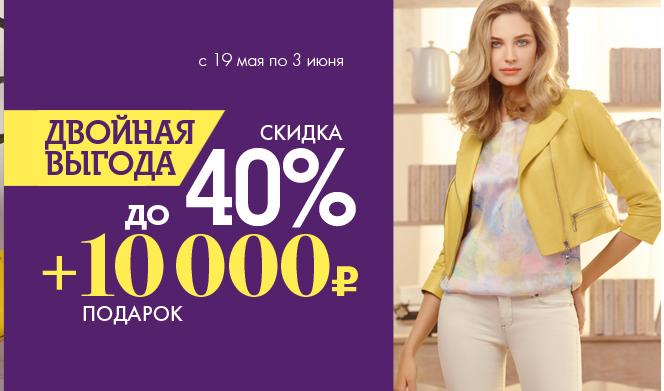 с 19 мая по 3 июня
ДВОЙНАЯ
ВЫГОДА
СКИДКА
ДО 40%
+10 000₽
ПОДАРОК